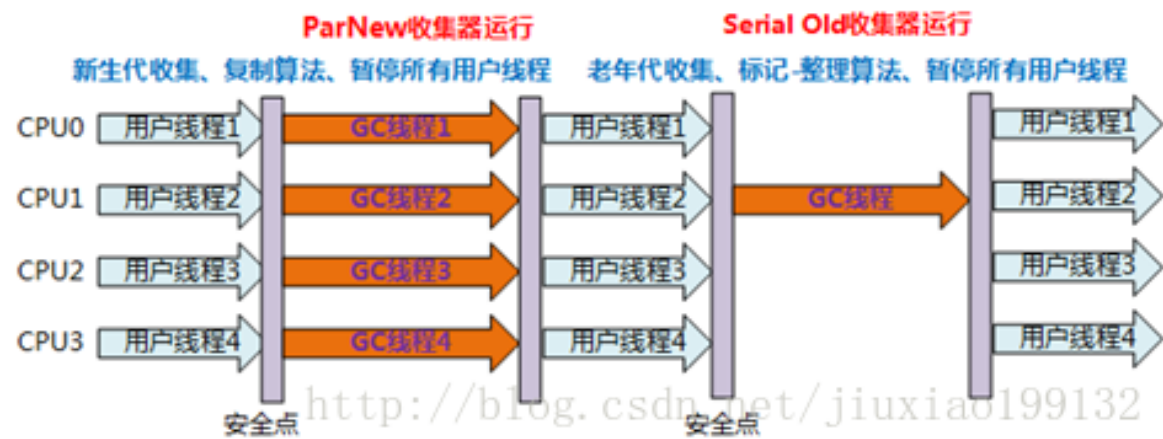 ParNew收集器运行 Serial Old收集器运行
新生代收集、复制算法、暂停所有用户线程 老年代收集、标记-整理算法、暂停所有用户线程
CPU0 用户线程1 GC线程1 用户线程1 用户线程1
CPU1 用户线程2 GC线程2 用户线程2 GC线程 用户线程2
CPU2 用户线程3 GC线程3 用户线程3 用户线程3
CPU3 用户线程4 GC线程4 用户线程4 用户线程4
http://blog.csdn.net/jiuxiao199132
安全点 安全点